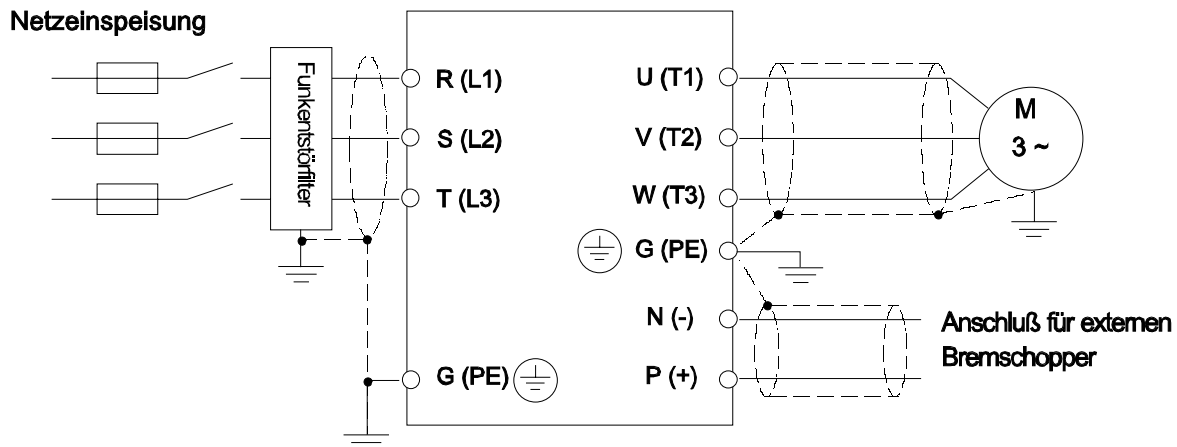 Netzeinspeisung
Funkentstörfilter
R (L1)
S (L2)
T (L3)
G (PE)
U (T1)
V (T2)
W (T3)
G (PE)
N (-)
P (+)
M
3 ~
Anschluß für externen
Bremschopper